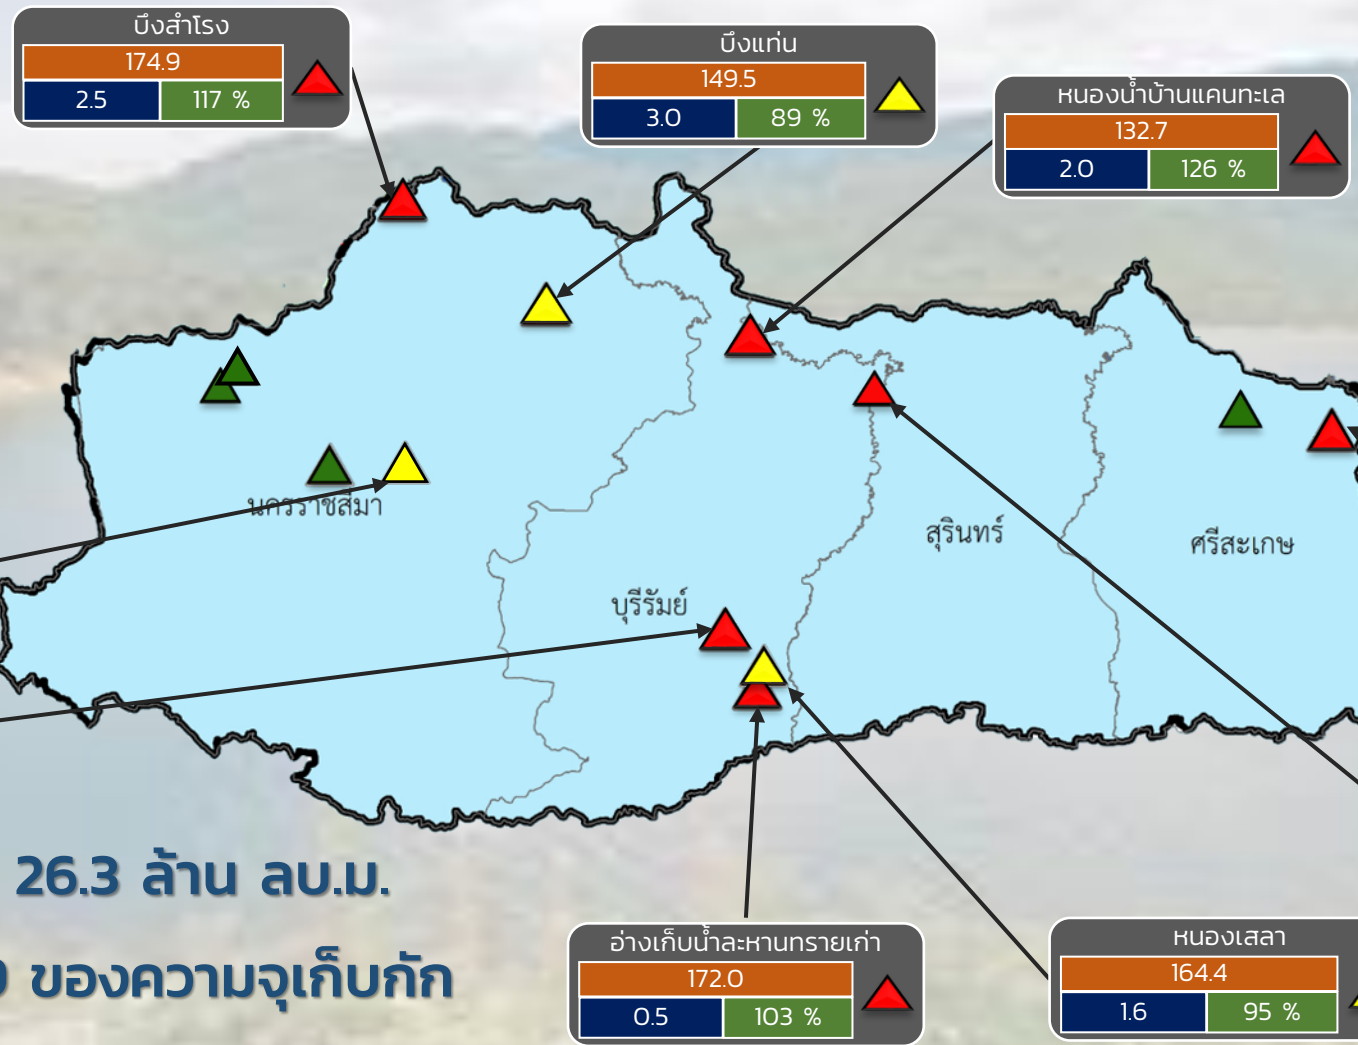 บึงสำโรง
174.9
2.5 117 %
บึงแท่น
149.5
3.0 89 %
หนองน้ำบ้านแคนทะเล
132.7
2.0 126 %
นครราชสีมา
สุรินทร์
ศรีสะเกษ
บุรีรัมย์
26.3 ล้าน ลบ.ม.
ของความจุเก็บกัก
อ่างเก็บน้ำละหานทรายเก่า
172.0
0.5 103 %
หนองเสลา
164.4
1.6 95 %